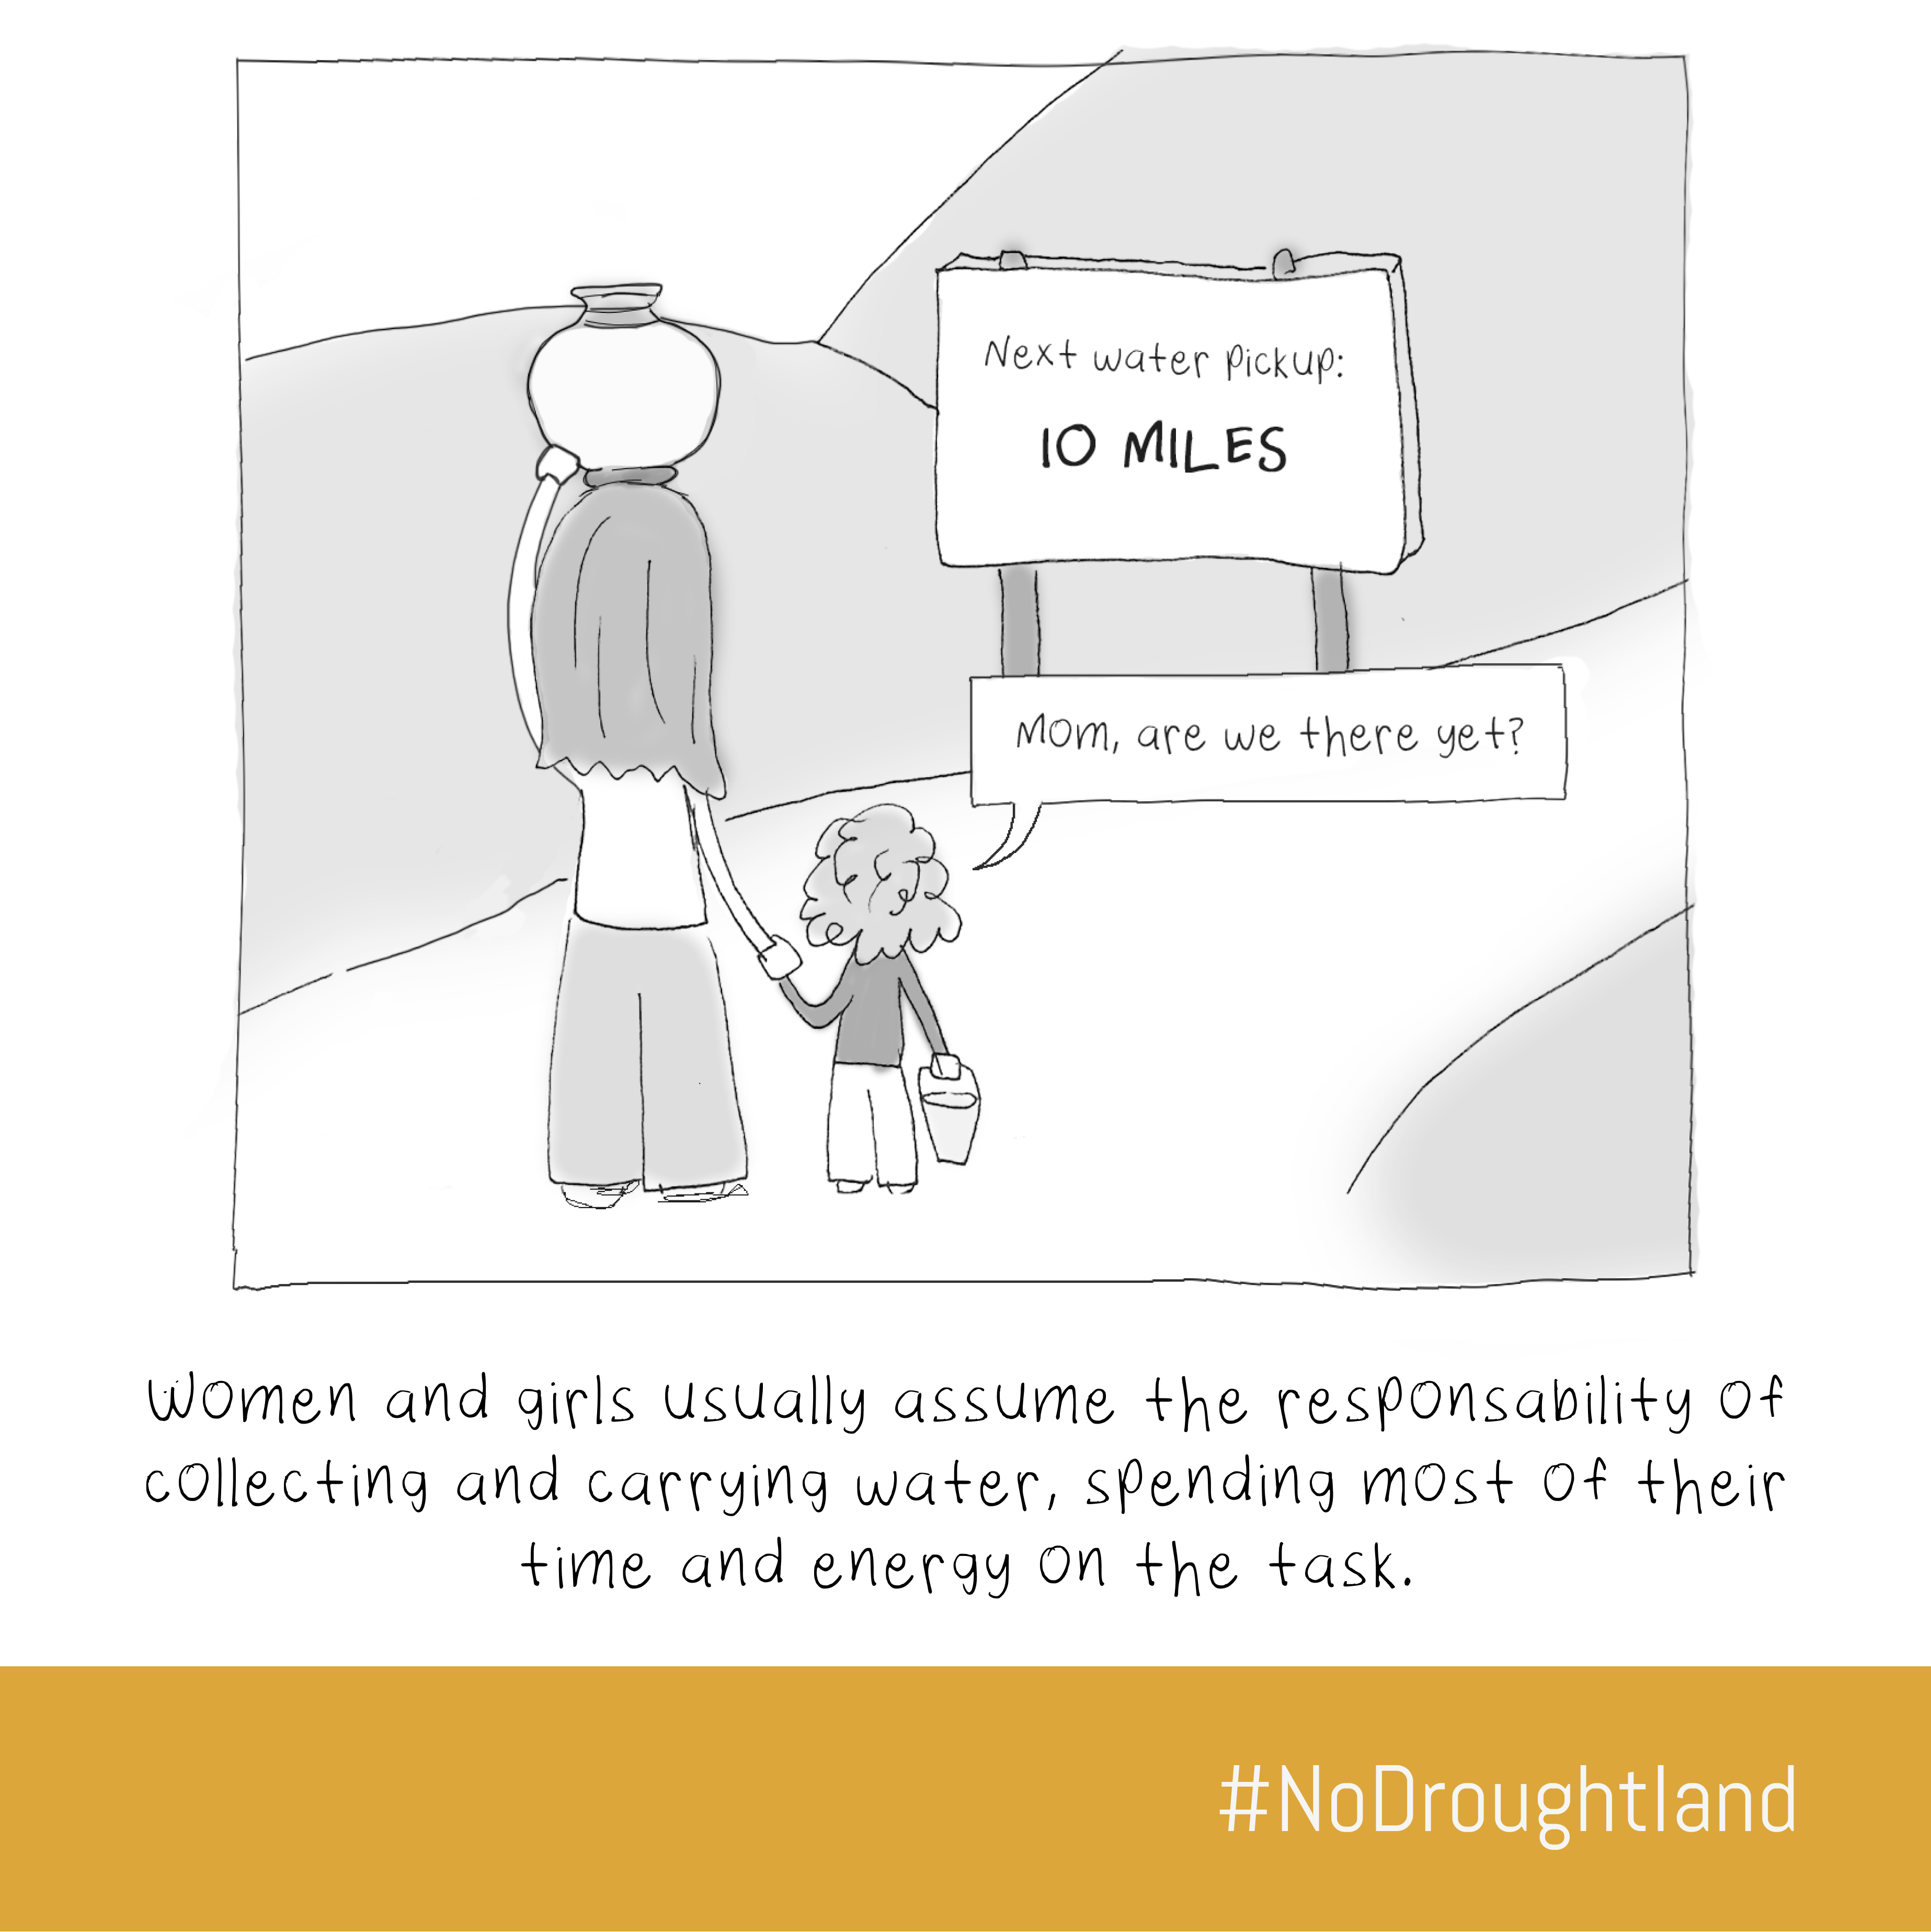 Next water pickup:
10 MILES
Mom, are we there yet?
Women and girls usually assume the responsability of
collecting and carrying water, spending most of their
time and energy on the task.
#NoDroughtland